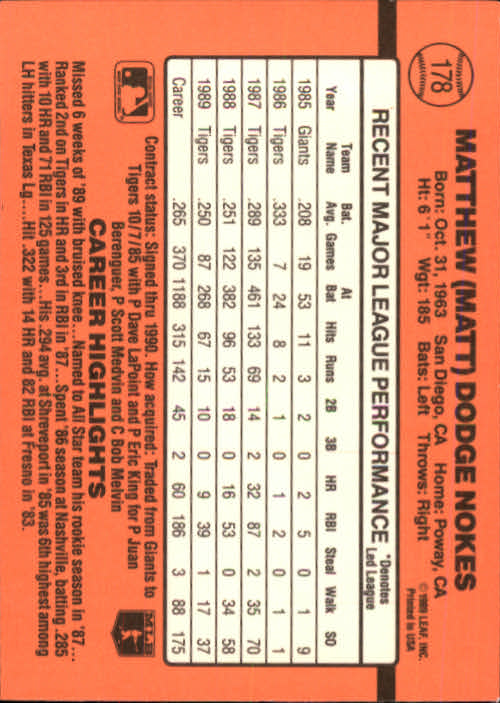 178
MATTHEW (MATT) DODGE NOKES
Born: Oct. 31, 1963 San Diego, CA Home: Poway, CA
Ht: 6'1" Wgt: 185 Bats: Left Throws: Right
© 1989 LEAF, INC.
Printed in USA
RECENT MAJOR LEAGUE PERFORMANCE *Denotes Led League
Year Team Name Bat. Avg. Games At Bat Hits Runs 2B 3B HR RBI Steal Walk SO
1985 Giants .208 19 53 11 3 2 0 2 5 0 1 9
1986 Tigers .333 7 24 8 2 1 0 1 2 0 1 1
1987 Tigers .289 135 461 133 69 14 2 32 87 2 35 70
1988 Tigers .251 122 382 96 53 18 0 16 53 0 34 58
1989 Tigers .250 87 268 67 15 10 0 9 39 1 17 37
Career .265 370 1188 315 142 45 2 60 186 3 88 175
Contract status: Signed thru 1990. How acquired: Traded from Giants to
Tigers 10/7/85 with P Dave LaPoint and P Eric King for P Juan
Berenguer, P Scott Medvin and C Bob Melvin
MLB
CAREER HIGHLIGHTS
Missed 6 weeks of '89 with bruised knee...Named to All Star team his rookie season in '87...
Ranked 2nd on Tigers in HR and 3rd in RBI in '87...Spent '86 season at Nashville, batting .285
with 10 HR and 71 RBI in 125 games...His .294 avg. at Shreveport in '85 was 6th highest among
LH hitters in Texas Lg....Hit .322 with 14 HR and 82 RBI at Fresno in '83.